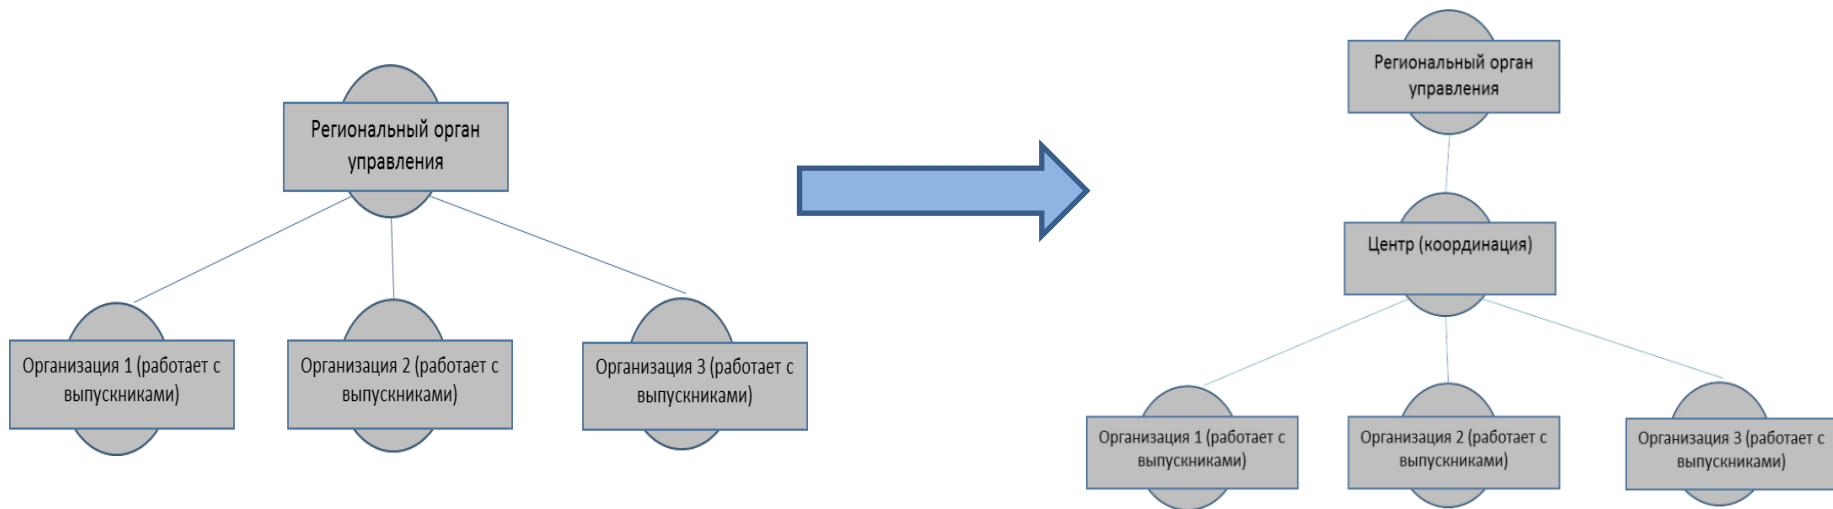 Региональный орган
управления
Организация 1 (работает с
выпускниками)
Организация 2 (работает с
выпускниками)
Организация 3 (работает с
выпускниками)
Региональный орган
управления
Центр (координация)
Организация 1 (работает с
выпускниками)
Организация 2 (работает с
выпускниками)
Организация 3 (работает с
выпускниками)